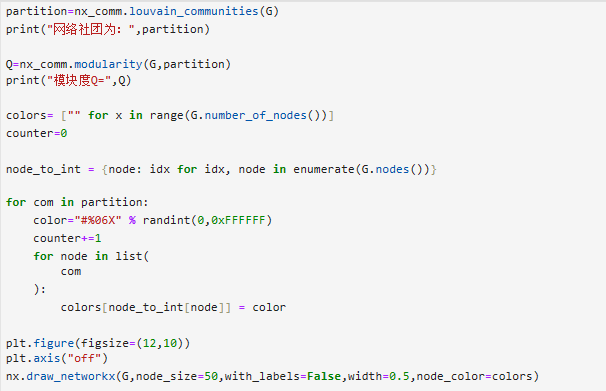 partition=nx_comm.louvain_communities(G)
print("网络社团为：",partition)
Q=nx_comm.modularity(G,partition)
print("模块度Q=",Q)
colors= ["" for x in range(G.number_of_nodes())]
counter=0
node_to_int = {node: idx for idx, node in enumerate(G.nodes())}
for com in partition:
    color="#%06X" % randint(0,0xFFFFFF)
    counter+=1
    for node in list(
        com
    ):
        colors[node_to_int[node]] = color
plt.figure(figsize=(12,10))
plt.axis("off")
nx.draw_networkx(G,node_size=50,with_labels=False,width=0.5,node_color=colors)